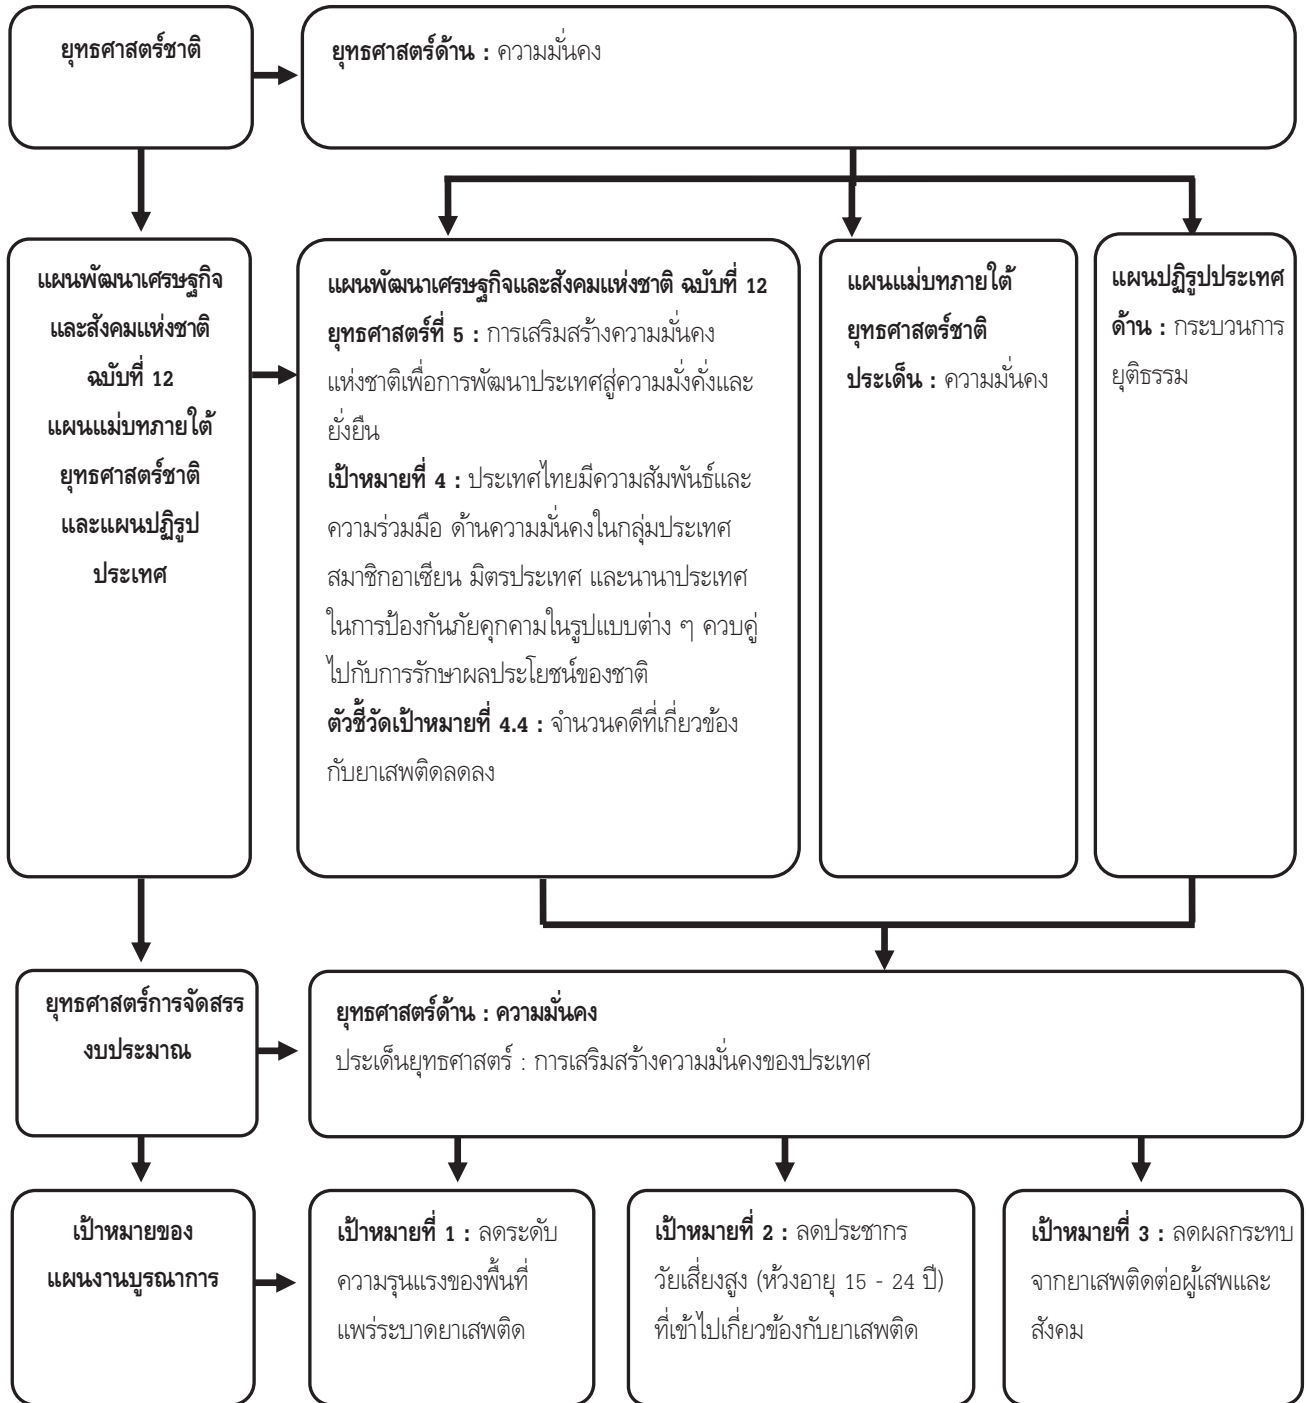 ยุทธศาสตร์ชาติ
ยุทธศาสตร์ด้าน : ความมั่นคง
แผนพัฒนาเศรษฐกิจ
และสังคมแห่งชาติ
ฉบับที่ 12
แผนแม่บทภายใต้
ยุทธศาสตร์ชาติ
และแผนปฏิรูป
ประเทศ
แผนพัฒนาเศรษฐกิจและสังคมแห่งชาติ ฉบับที่ 12
ยุทธศาสตร์ที่ 5 : การเสริมสร้างความมั่นคง
แห่งชาติเพื่อการพัฒนาประเทศสู่ความมั่งคั่งและ
ยั่งยืน
เป้าหมายที่ 4 : ประเทศไทยมีความสัมพันธ์และ
ความร่วมมือ ด้านความมั่นคงในกลุ่มประเทศ
สมาชิกอาเซียน มิตรประเทศ และนานาประเทศ
ในการป้องกันภัยคุกคามในรูปแบบต่าง ๆ ควบคู่
ไปกับการรักษาผลประโยชน์ของชาติ
ตัวชี้วัดเป้าหมายที่ 4.4 : จำนวนคดีที่เกี่ยวข้อง
กับยาเสพติดลดลง
แผนแม่บทภายใต้
ยุทธศาสตร์ชาติ
ประเด็น : ความมั่นคง
แผนปฏิรูปประเทศ
ด้าน : กระบวนการ
ยุติธรรม
ยุทธศาสตร์การจัดสรร
งบประมาณ
ยุทธศาสตร์ด้าน : ความมั่นคง
ประเด็นยุทธศาสตร์ : การเสริมสร้างความมั่นคงของประเทศ
เป้าหมายของ
แผนงานบูรณาการ
เป้าหมายที่ 1 : ลดระดับ
ความรุนแรงของพื้นที่
แพร่ระบาดยาเสพติด
เป้าหมายที่ 2 : ลดประชากร
วัยเสี่ยงสูง (ห้วงอายุ 15 - 24 ปี)
ที่เข้าไปเกี่ยวข้องกับยาเสพติด
เป้าหมายที่ 3 : ลดผลกระทบ
จากยาเสพติดต่อผู้เสพและ
สังคม